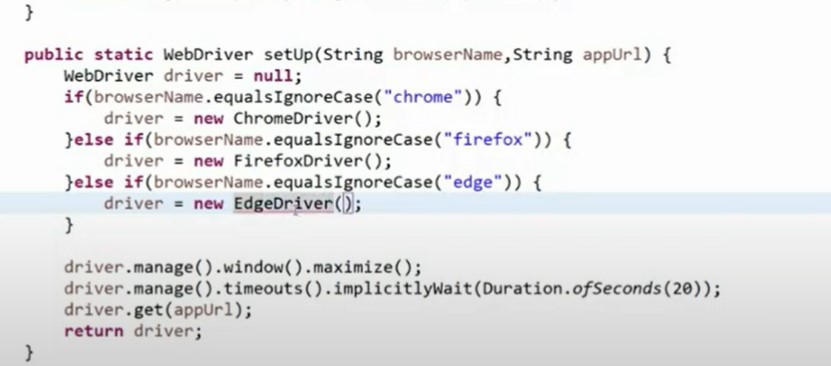 }
public static WebDriver setUp(String browserName,String appUrl) {
WebDriver driver = null;
if(browserName.equalsIgnoreCase("chrome")) {
driver = new ChromeDriver();
}else if(browserName.equalsIgnoreCase("firefox")) {
driver = new FirefoxDriver();
}else if(browserName.equalsIgnoreCase("edge")) {
driver = new EdgeDriver();
}
driver.manage().window().maximize();
driver.manage().timeouts().implicitlyWait(Duration.ofSeconds(20));
driver.get(appUrl);
return driver;
}